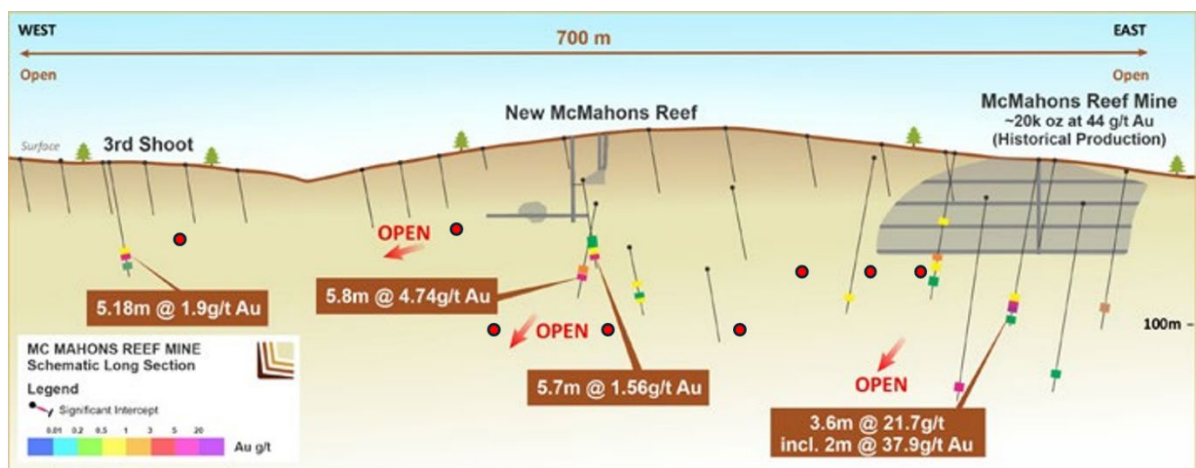 WEST
EAST
700 m
Open
Open
McMahons Reef Mine
~20k oz at 44 g/t Au
(Historical Production)
New McMahons Reef
3rd Shoot
Surface
OPEN
5.8m @ 4.74g/t Au
5.18m @ 1.9g/t Au
OPEN
100m
5.7m @ 1.56g/t Au
OPEN
3.6m @ 21.7g/t
incl. 2m @ 37.9g/t Au
MC MAHONS REEF MINE
Schematic Long Section
Legend
Significant Intercept
0.01 0.2 0.5 1 3 5 20
Au g/t